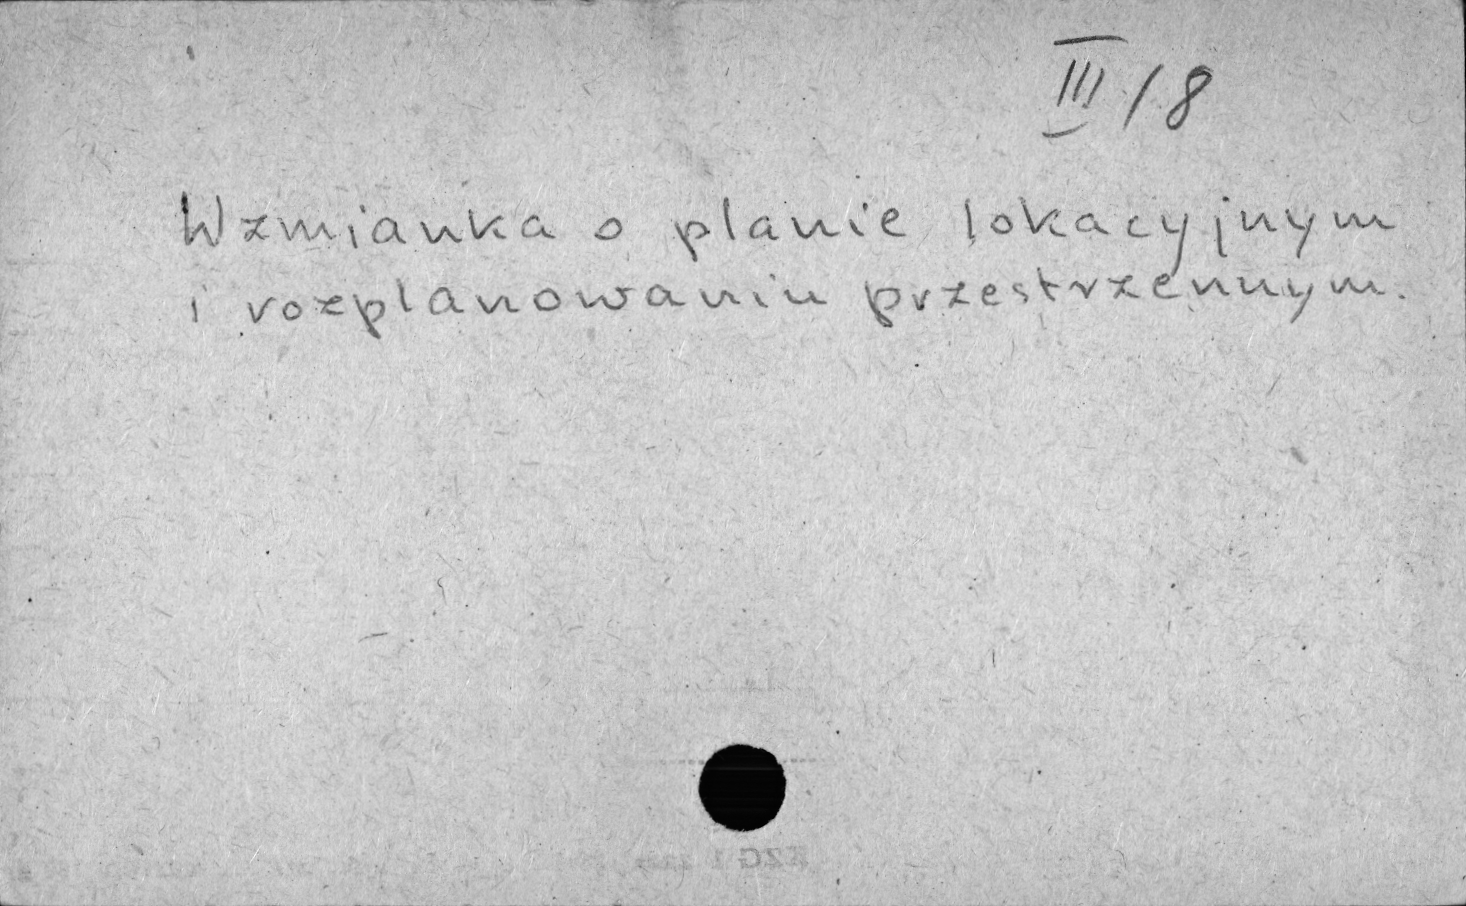 III/8
Wzmianka o planie lokacyjnym
i rozplanowaniu przestrzennym.